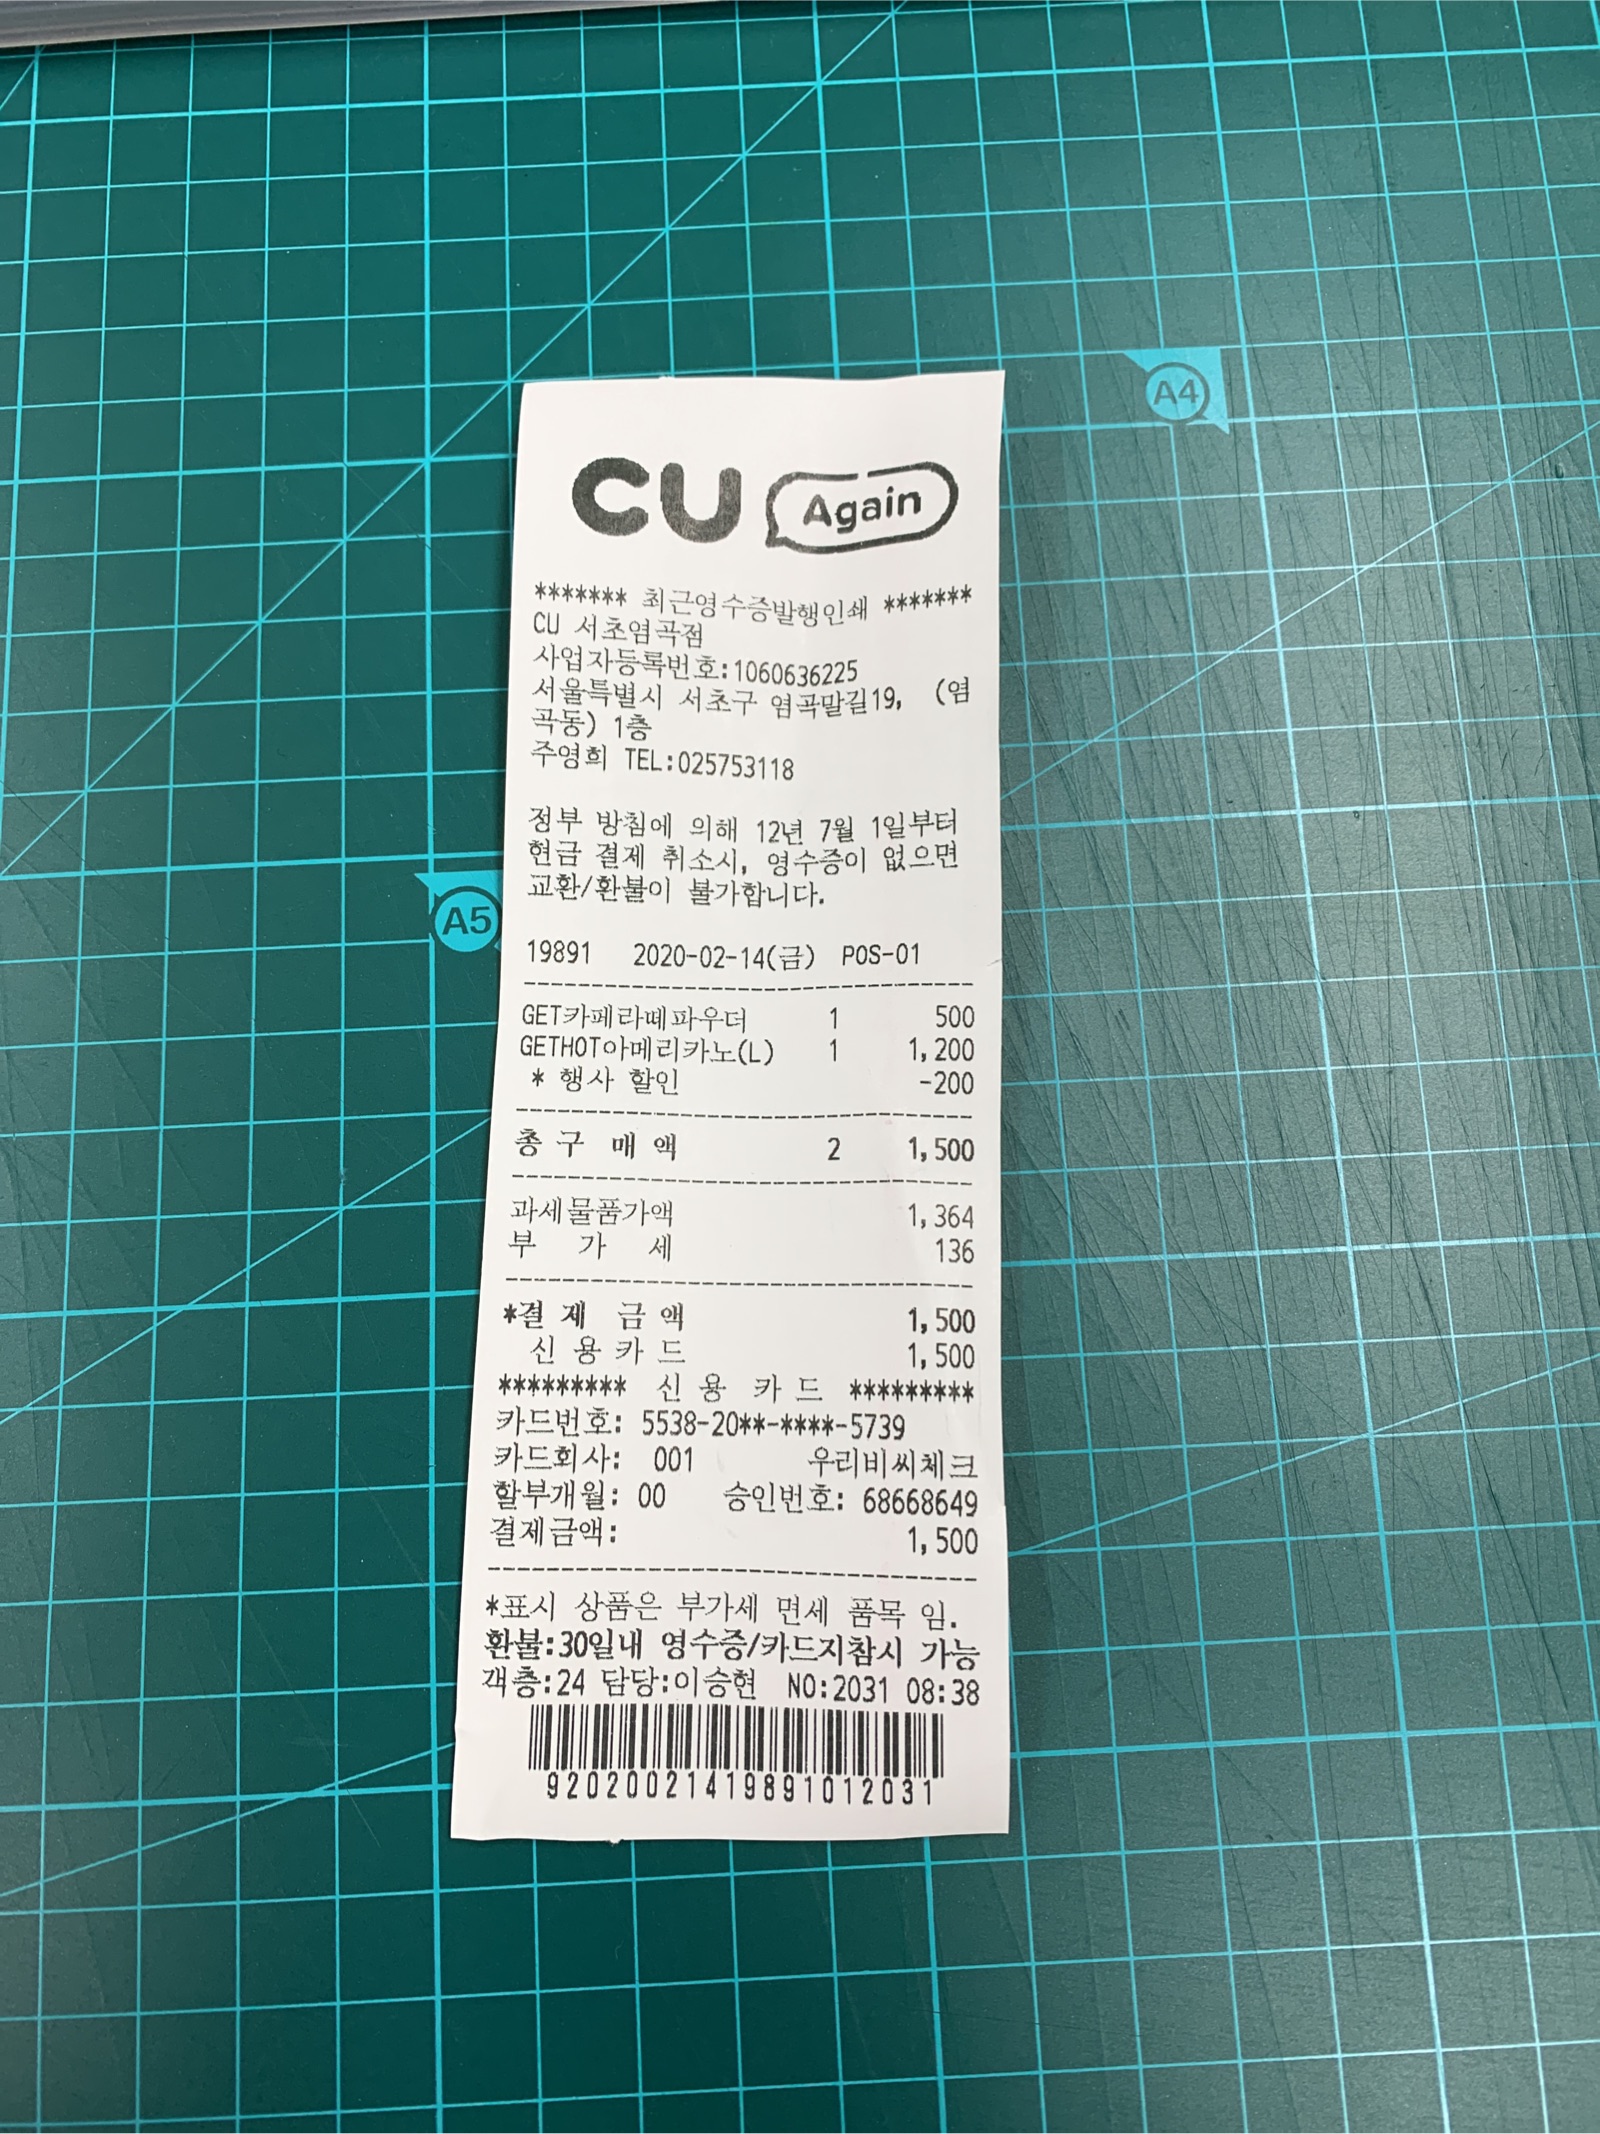 A4
CU Again
******* 최근영수증발행인쇄 *******
CU 서초염곡점
사업자등록번호:1060636225
서울특별시 서초구 염곡말길19, (염
곡동) 1층
주영희 TEL:025753118
정부 방침에 의해 12년 7월 1일부터
현금 결제 취소시, 영수증이 없으면
교환/환불이 불가합니다.
A5
19891 2020-02-14(금) POS-01
--------------------------------
GET카페라떼파우더 1 500
GETHOT아메리카노(L) 1 1,200
* 행사 할인 -200
--------------------------------
총 구 매 액 2 1,500
--------------------------------
과세물품가액 1,364
부 가 세 136
--------------------------------
*결 제 금 액 1,500
신 용 카 드 1,500
********* 신 용 카 드 *********
카드번호: 5538-20**-****-5739
카드회사: 001 우리비씨체크
할부개월: 00 승인번호: 68668649
결제금액: 1,500
--------------------------------
*표시 상품은 부가세 면세 품목 임.
환불:30일내 영수증/카드지참시 가능
객층:24 담당:이승현 NO:2031 08:38
92020021419891012031